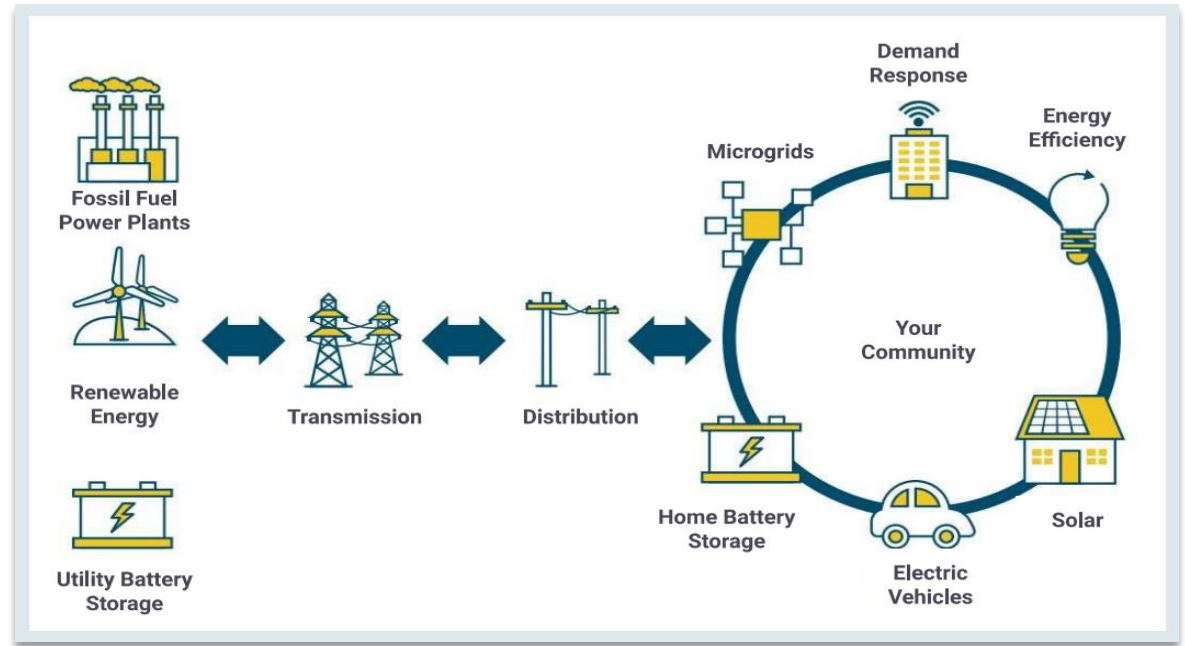 Fossil Fuel
Power Plants
Renewable
Energy
Utility Battery
Storage
Transmission
Distribution
Microgrids
Demand
Response
Energy
Efficiency
Your
Community
Home Battery
Storage
Electric
Vehicles
Solar